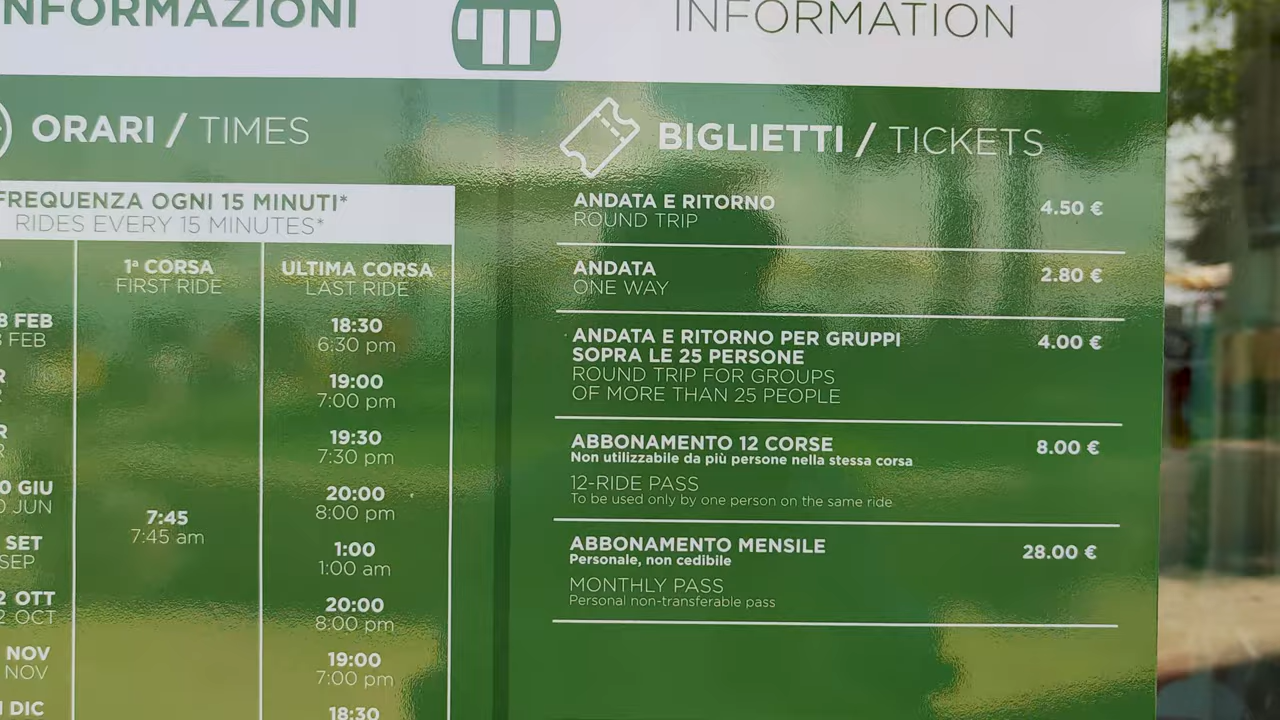 NFORMAZIONI
INFORMATION
ORARI / TIMES
FREQUENZA OGNI 15 MINUTI*
RIDES EVERY 15 MINUTES*
1ª CORSA
FIRST RIDE
ULTIMA CORSA
LAST RIDE
8 FEB
FEB
18:30
6:30 pm
19:00
7:00 pm
19:30
7:30 pm
0 GIU
JUN
20:00
8:00 pm
7:45
7:45 am
SET
SEP
1:00
1:00 am
2 OTT
2 OCT
20:00
8:00 pm
NOV
NOV
19:00
7:00 pm
DIC
18:30
BIGLIETTI / TICKETS
ANDATA E RITORNO
ROUND TRIP
4.50 €
ANDATA
ONE WAY
2.80 €
ANDATA E RITORNO PER GRUPPI
SOPRA LE 25 PERSONE
ROUND TRIP FOR GROUPS
OF MORE THAN 25 PEOPLE
4.00 €
ABBONAMENTO 12 CORSE
Non utilizzabile da più persone nella stessa corsa
12-RIDE PASS
To be used only by one person on the same ride
8.00 €
ABBONAMENTO MENSILE
Personale, non cedibile
MONTHLY PASS
Personal non-transferable pass
28.00 €